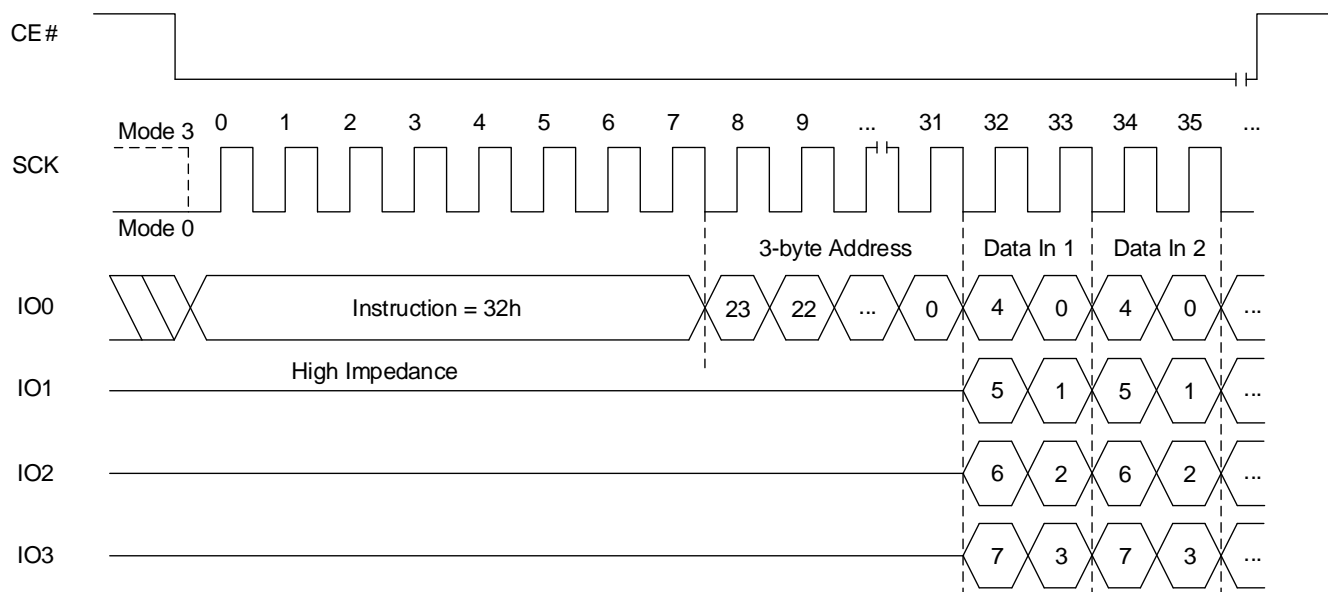 CE#
Mode 3 0 1 2 3 4 5 6 7 8 9 ... 31 32 33 34 35 ...
SCK
Mode 0
3-byte Address Data In 1 Data In 2
IO0 Instruction = 32h 23 22 ... 0 4 0 4 0 ...
High Impedance
IO1 5 1 5 1 ...
IO2 6 2 6 2 ...
IO3 7 3 7 3 ...